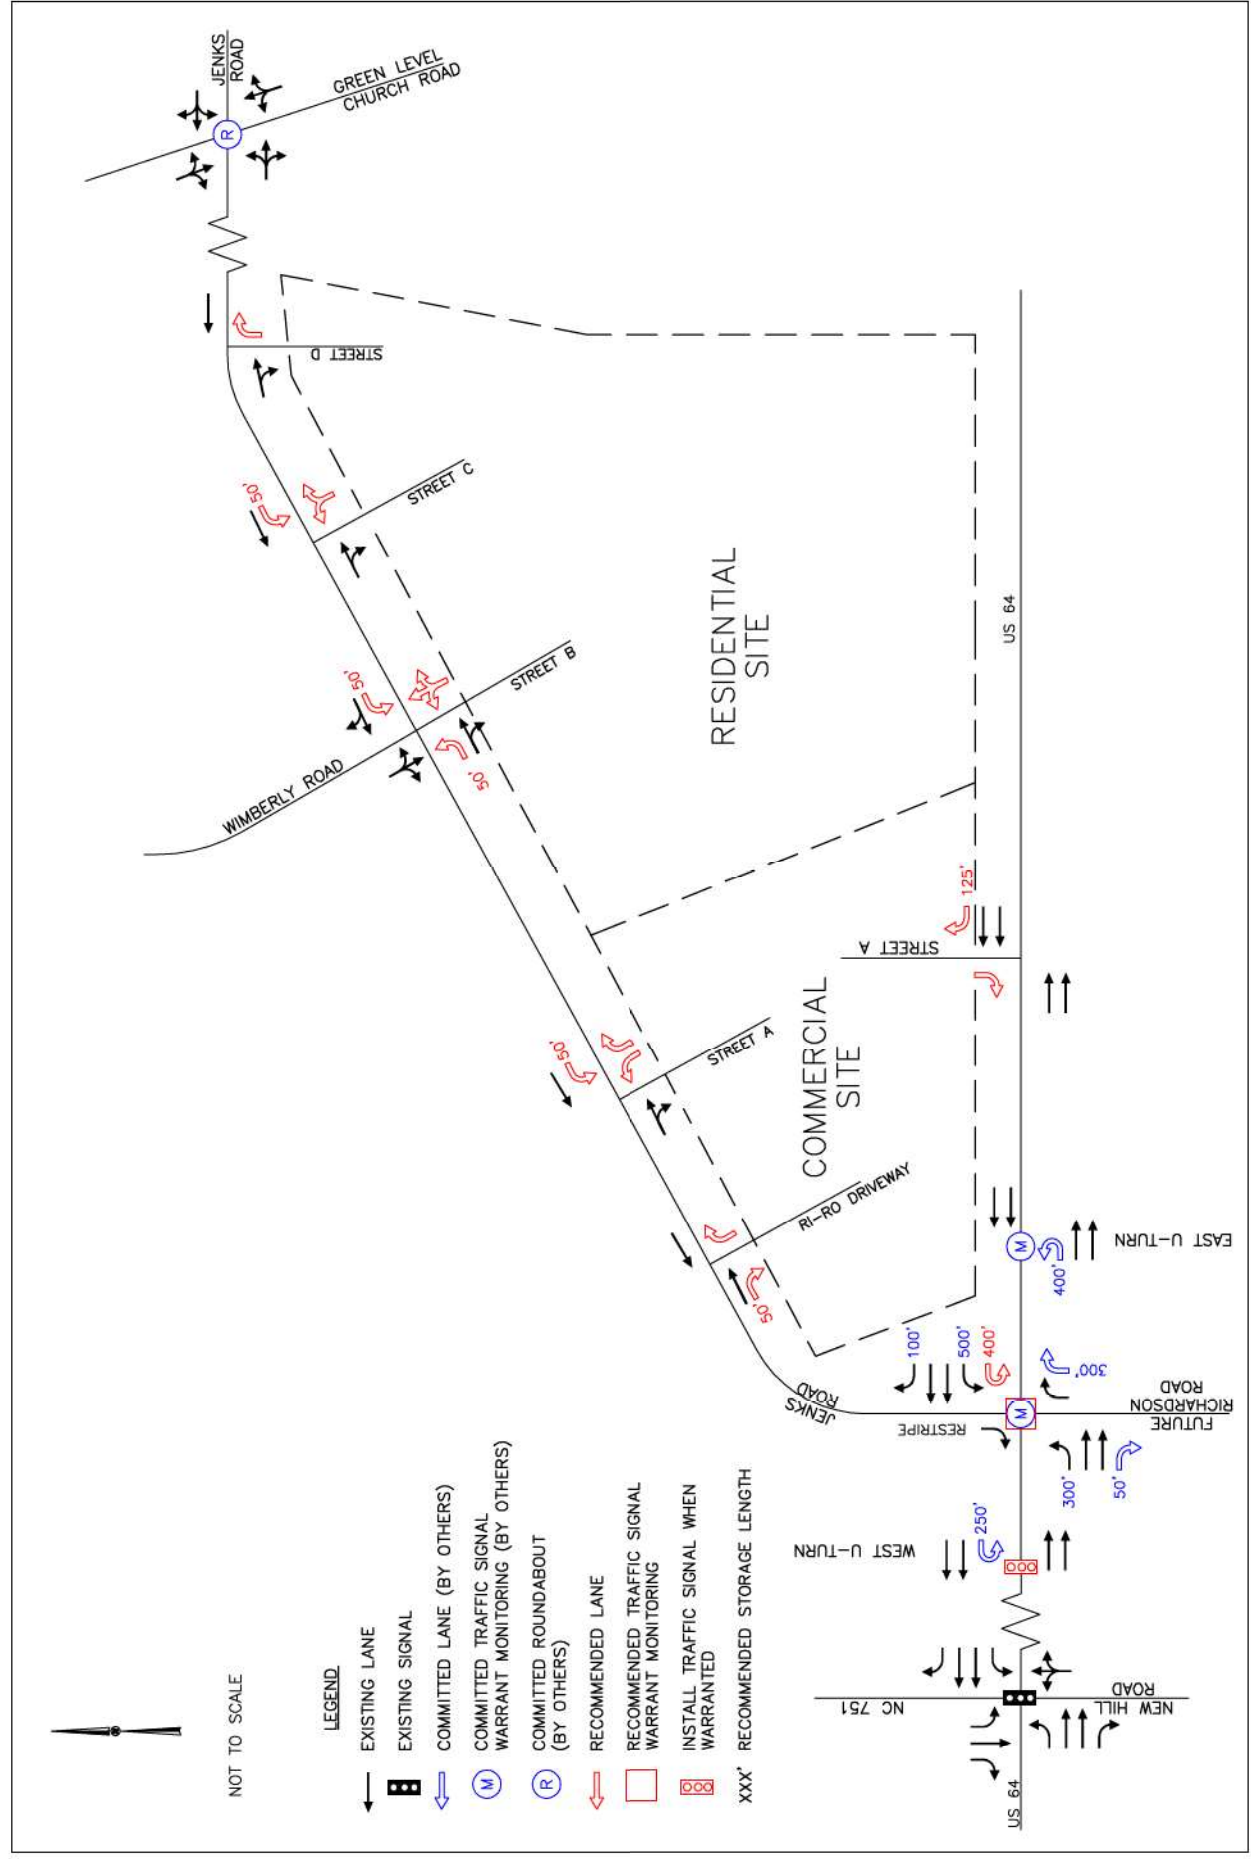 JENKS
ROAD
GREEN LEVEL
CHURCH ROAD
STREET D
STREET C
50'
STREET B
50'
50'
WIMBERLY ROAD
RESIDENTIAL
SITE
US 64
125'
STREET A
COMMERCIAL
SITE
STREET A
50'
RI-RO DRIVEWAY
50'
JENKS
ROAD
EAST U-TURN
400'
100'
500'
400'
300'
FUTURE
RICHARDSON
ROAD
RESTRIPE
300'
50'
WEST U-TURN
250'
NC 751
NEW HILL
ROAD
US 64
NOT TO SCALE
LEGEND
EXISTING LANE
EXISTING SIGNAL
COMMITTED LANE (BY OTHERS)
M
COMMITTED TRAFFIC SIGNAL
WARRANT MONITORING (BY OTHERS)
R
COMMITTED ROUNDABOUT
(BY OTHERS)
RECOMMENDED LANE
RECOMMENDED TRAFFIC SIGNAL
WARRANT MONITORING
INSTALL TRAFFIC SIGNAL WHEN
WARRANTED
XXX' RECOMMENDED STORAGE LENGTH
R
M
M